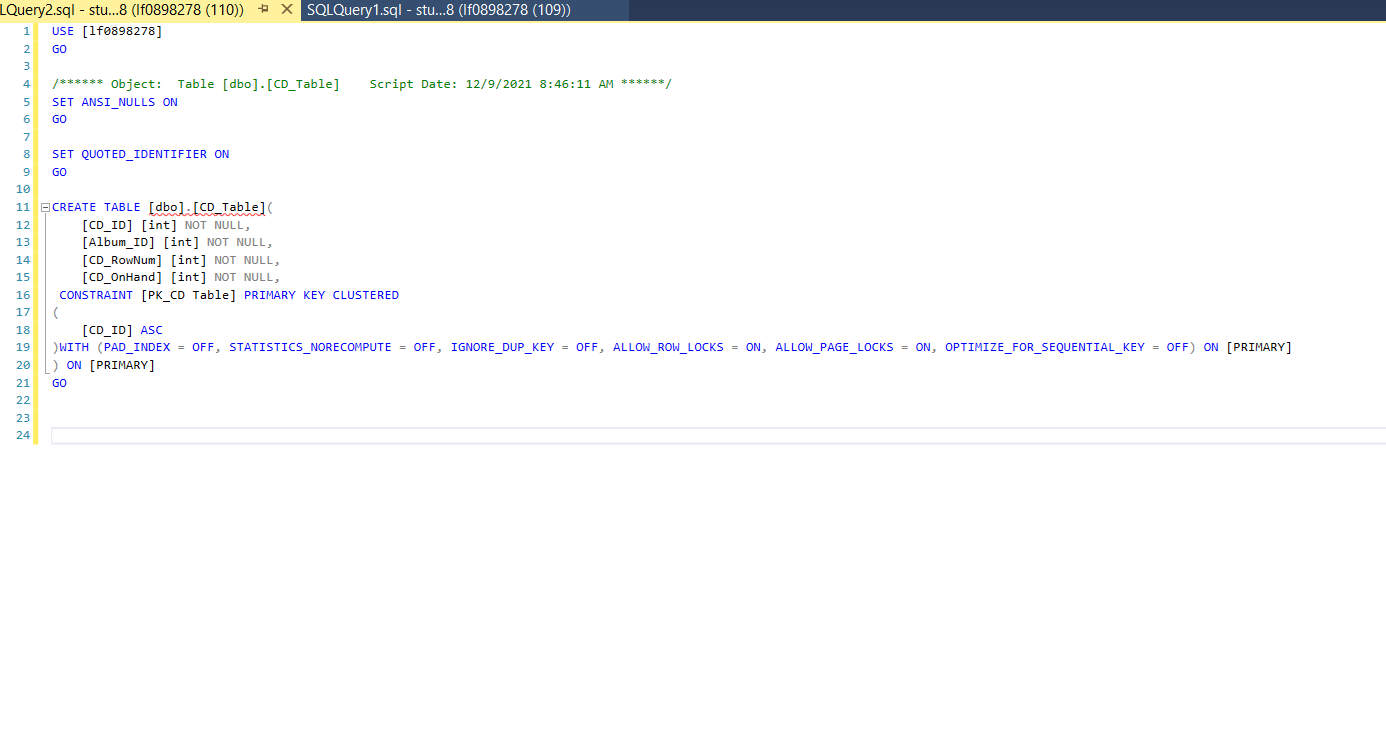 LQuery2.sql - stu...8 (lf0898278 (110)) SQLQuery1.sql - stu...8 (lf0898278 (109))
1 USE [lf0898278]
2 GO
3
4 /****** Object:  Table [dbo].[CD_Table]    Script Date: 12/9/2021 8:46:11 AM ******/
5 SET ANSI_NULLS ON
6 GO
7
8 SET QUOTED_IDENTIFIER ON
9 GO
10
11 CREATE TABLE [dbo].[CD_Table](
12     [CD_ID] [int] NOT NULL,
13     [Album_ID] [int] NOT NULL,
14     [CD_RowNum] [int] NOT NULL,
15     [CD_OnHand] [int] NOT NULL,
16  CONSTRAINT [PK_CD Table] PRIMARY KEY CLUSTERED
17 (
18     [CD_ID] ASC
19 )WITH (PAD_INDEX = OFF, STATISTICS_NORECOMPUTE = OFF, IGNORE_DUP_KEY = OFF, ALLOW_ROW_LOCKS = ON, ALLOW_PAGE_LOCKS = ON, OPTIMIZE_FOR_SEQUENTIAL_KEY = OFF) ON [PRIMARY]
20 ) ON [PRIMARY]
21 GO
22
23
24